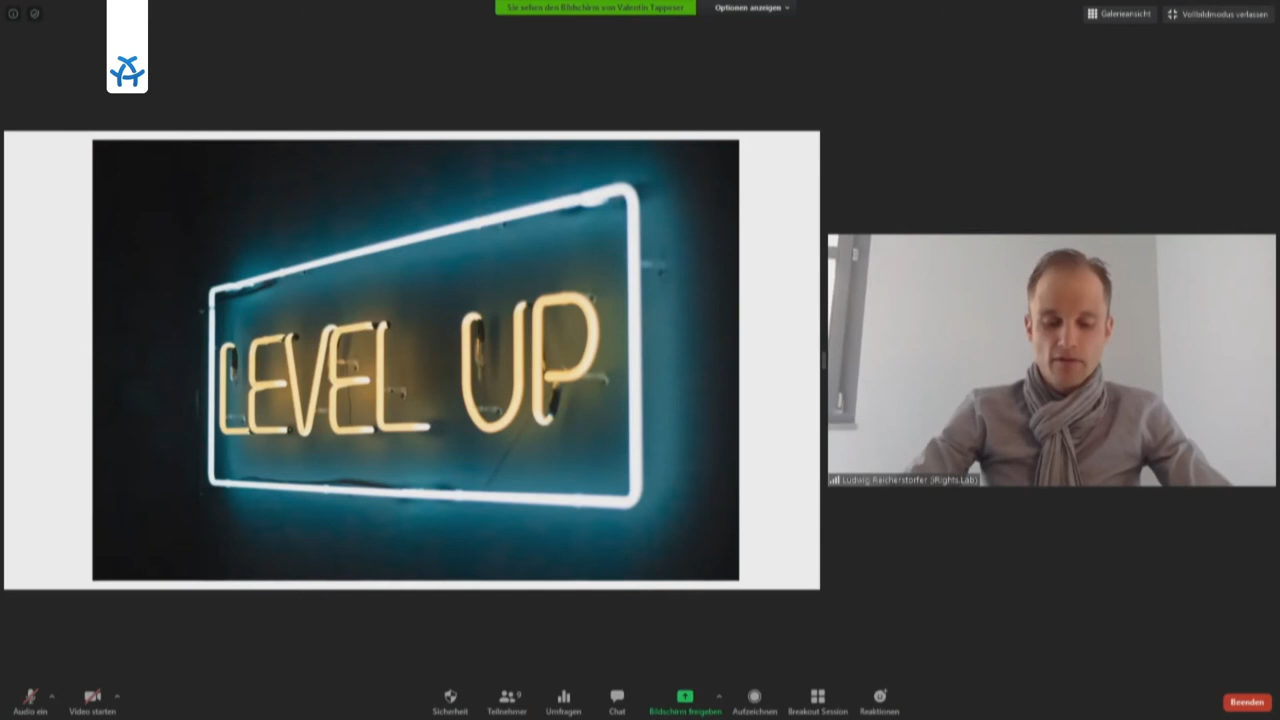 Sie sehen den Bildschirm von Valentin Tappeser
Optionen anzeigen
Galerieansicht
Vollbildmodus verlassen
LEVEL UP
Ludwig Reicherstorfer (iRights.Lab)
Audio ein
Video starten
Sicherheit
Teilnehmer
9
Umfragen
Chat
Bildschirm freigeben
Aufzeichnen
Breakout Session
Reaktionen
Beenden